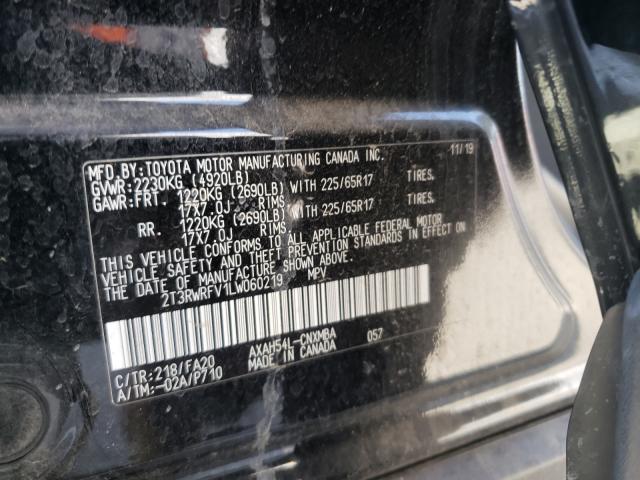 MFD.BY:TOYOTA MOTOR MANUFACTURING CANADA INC. 11/19
GVWR:2230KG (4920LB)
GAWR:FRT. 1220KG (2690LB) WITH 225/65R17 TIRES.
17X7.0J RIMS
RR. 1220KG (2690LB) WITH 225/65R17 TIRES.
17X7.0J RIMS.
THIS VEHICLE CONFORMS TO ALL APPLICABLE FEDERAL MOTOR
VEHICLE SAFETY AND THEFT PREVENTION STANDARDS IN EFFECT ON
THE DATE OF MANUFACTURE SHOWN ABOVE.
2T3RWRFV1LW060219 MPV
C/TR:218/FA20 AXAH54L-CNXMBA 057
A/TM:-02A/P710 MADE IN CANADA